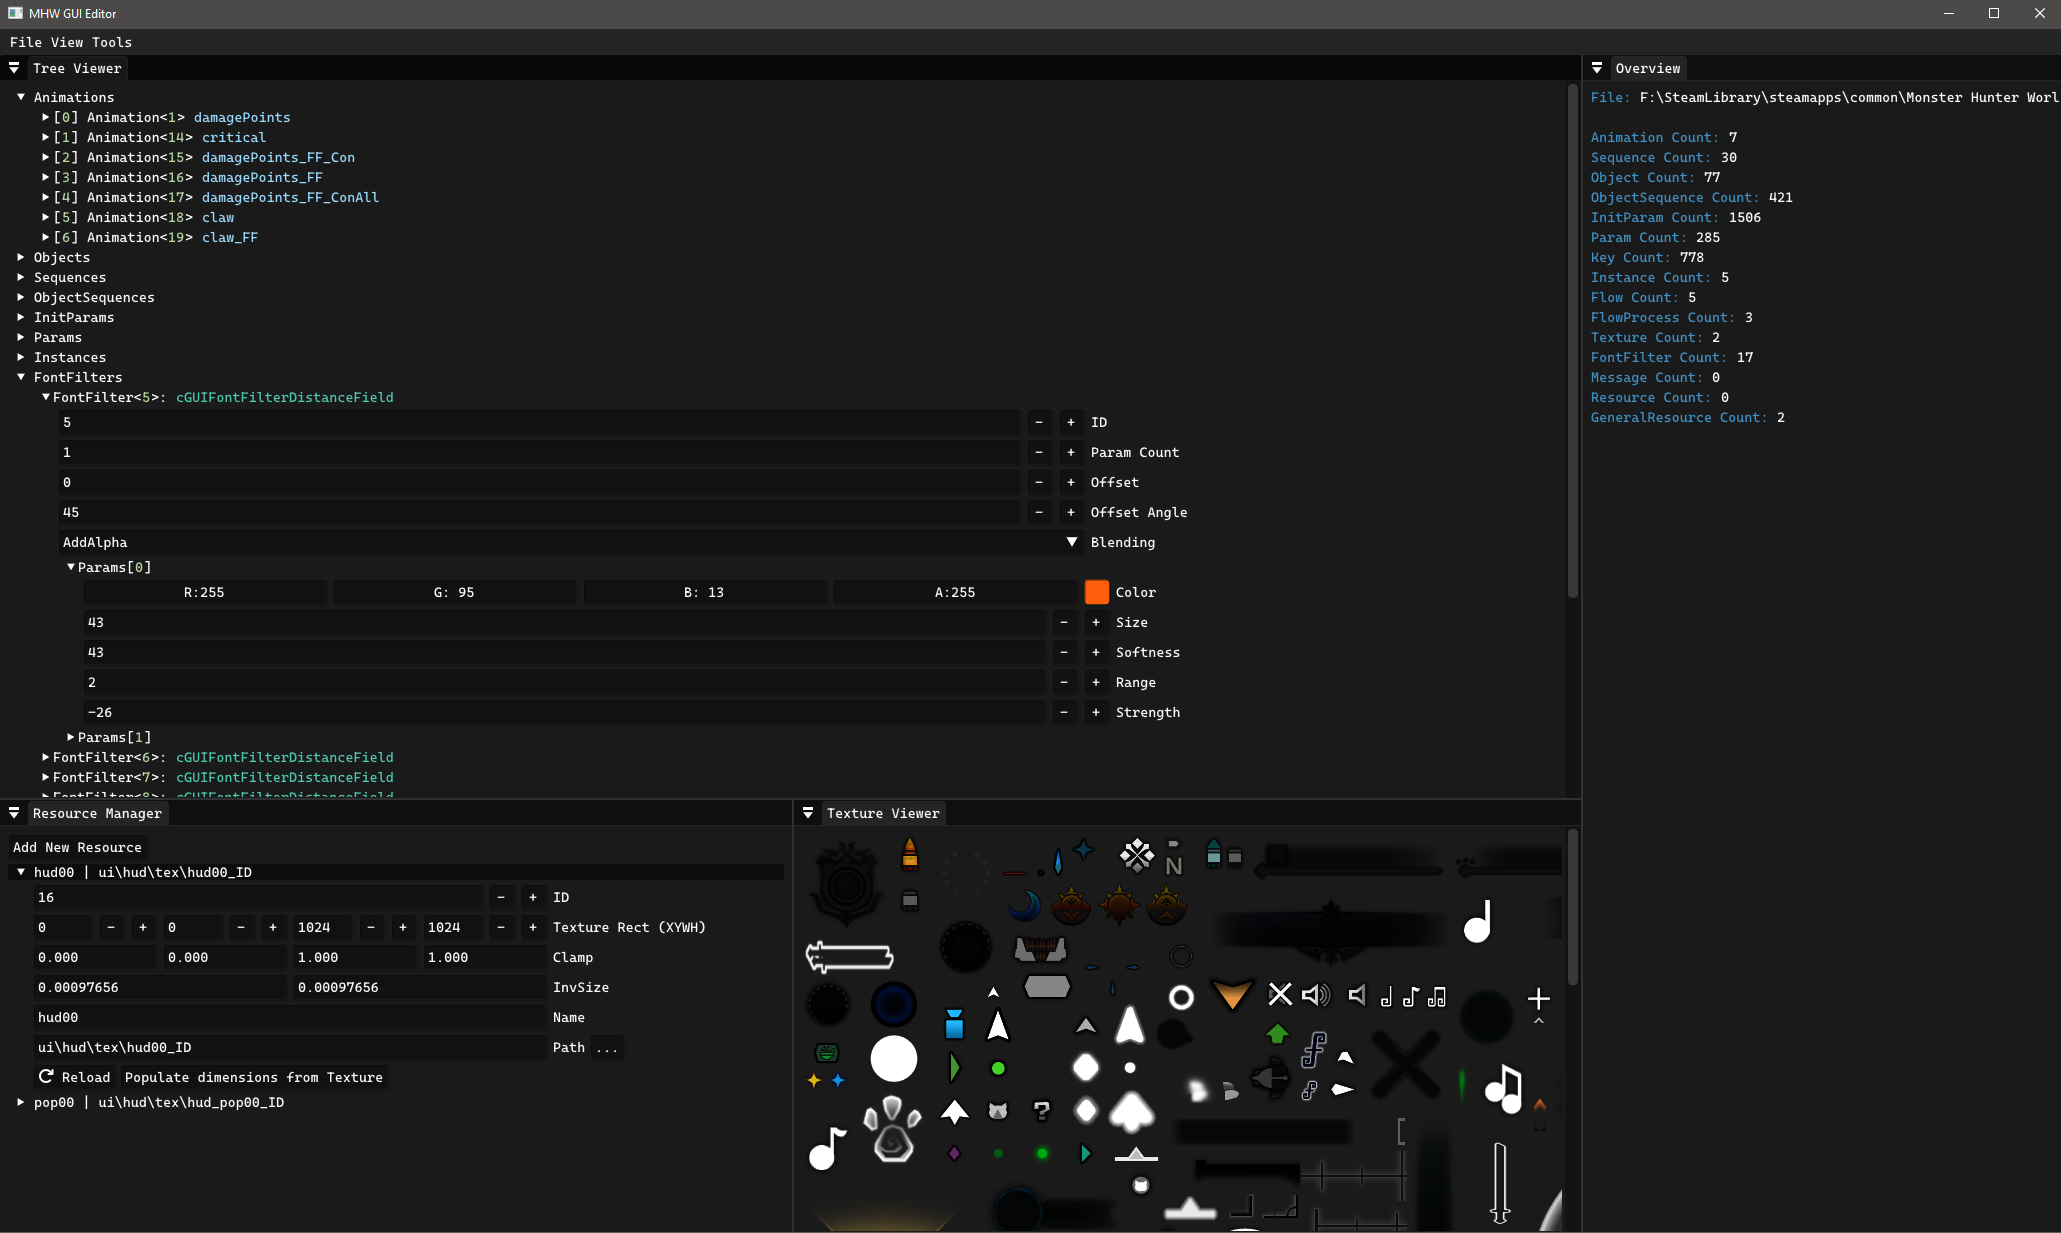 MHW GUI Editor
File View Tools
Tree Viewer
Animations
[0] Animation<1> damagePoints
[1] Animation<14> critical
[2] Animation<15> damagePoints_FF_Con
[3] Animation<16> damagePoints_FF
[4] Animation<17> damagePoints_FF_ConAll
[5] Animation<18> claw
[6] Animation<19> claw_FF
Objects
Sequences
ObjectSequences
InitParams
Params
Instances
FontFilters
FontFilter<5>: cGUIFontFilterDistanceField
5 - + ID
1 - + Param Count
0 - + Offset
45 - + Offset Angle
AddAlpha Blending
Params[0]
R:255 G: 95 B: 13 A:255 Color
43 - + Size
43 - + Softness
2 - + Range
-26 - + Strength
Params[1]
FontFilter<6>: cGUIFontFilterDistanceField
FontFilter<7>: cGUIFontFilterDistanceField
FontFilter<8>: cGUIFontFilterDistanceField
Overview
File: F:\SteamLibrary\steamapps\common\Monster Hunter Worl
Animation Count: 7
Sequence Count: 30
Object Count: 77
ObjectSequence Count: 421
InitParam Count: 1506
Param Count: 285
Key Count: 778
Instance Count: 5
Flow Count: 5
FlowProcess Count: 3
Texture Count: 2
FontFilter Count: 17
Message Count: 0
Resource Count: 0
GeneralResource Count: 2
Resource Manager
Add New Resource
hud00 | ui\hud\tex\hud00_ID
16 - + ID
0 - + 0 - + 1024 - + 1024 - + Texture Rect (XYWH)
0.000 0.000 1.000 1.000 Clamp
0.00097656 0.00097656 InvSize
hud00 Name
ui\hud\tex\hud00_ID Path ...
Reload Populate dimensions from Texture
pop00 | ui\hud\tex\hud_pop00_ID
Texture Viewer
N
?